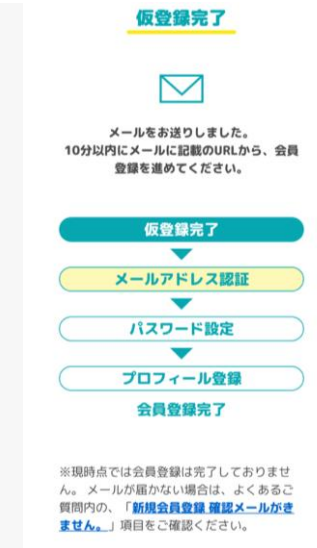 仮登録完了
メールをお送りしました。
10分以内にメールに記載のURLから、会員
登録を進めてください。
仮登録完了
メールアドレス認証
パスワード設定
プロフィール登録
会員登録完了
※現時点では会員登録は完了しておりませ
ん。 メールが届かない場合は、よくあるご
質問内の、「新規会員登録 確認メールがき
ません。」項目をご確認ください。